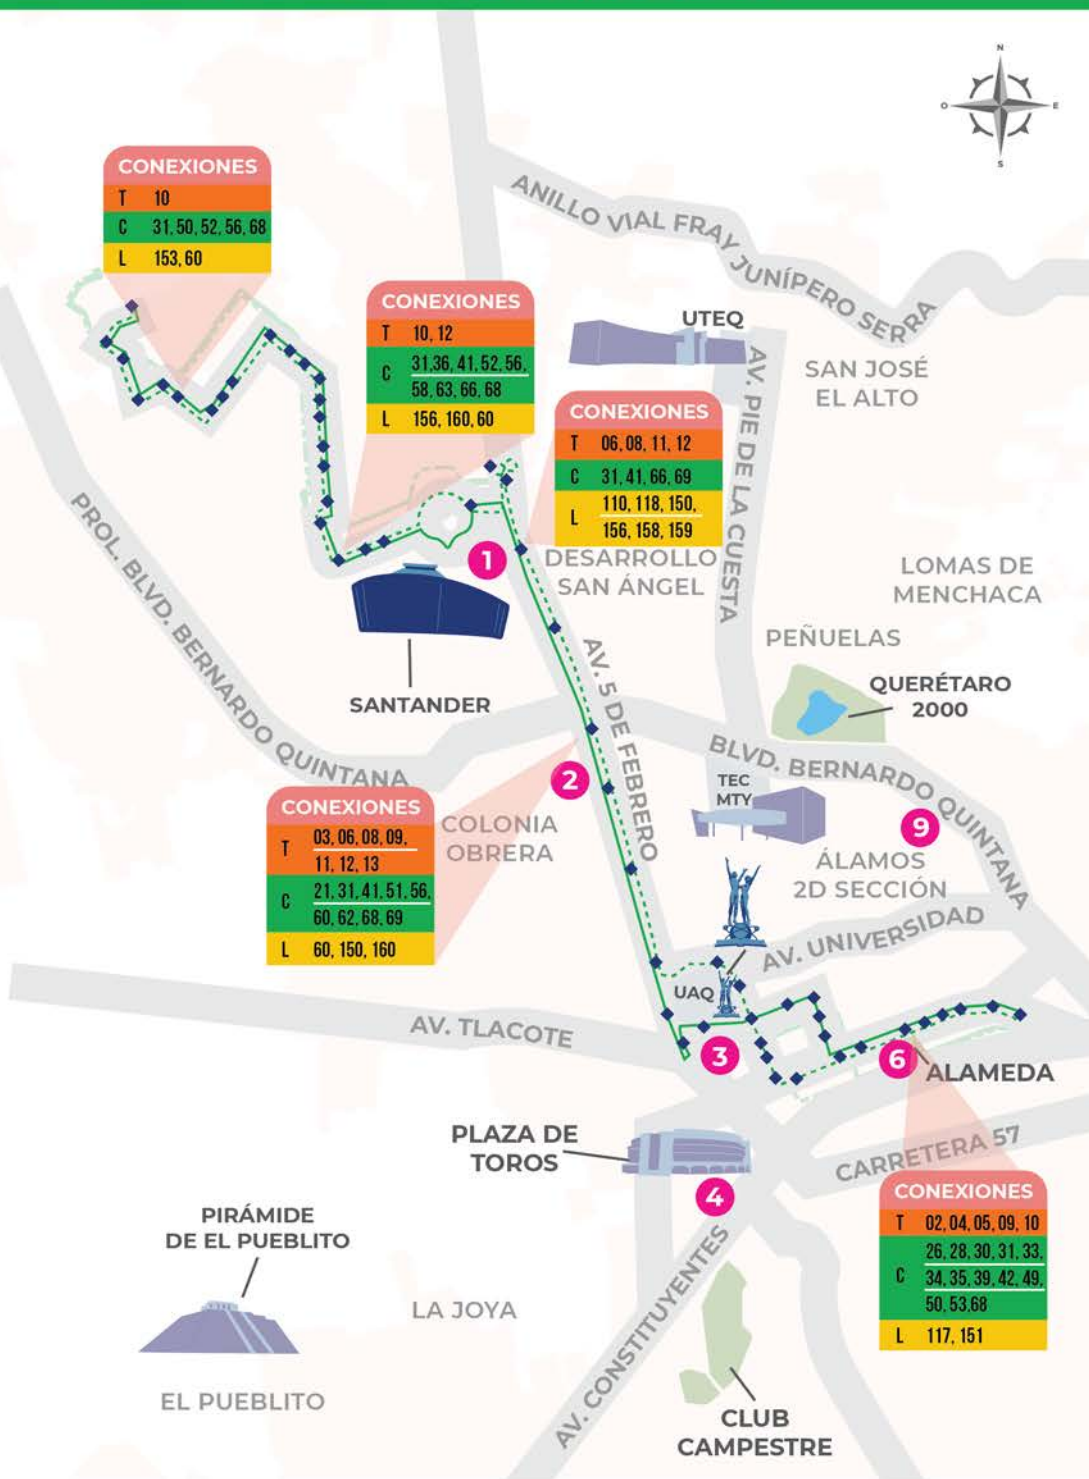 N
O
E
S
ANILLO VIAL FRAY JUNÍPERO SERRA
CONEXIONES
T 10
C 31, 50, 52, 56, 68
L 153, 60
CONEXIONES
T 10, 12
C 31,36, 41, 52, 56,
58, 63, 66, 68
L 156, 160, 60
UTEQ
AV. PIE DE LA CUESTA
SAN JOSÉ
EL ALTO
CONEXIONES
T 06, 08, 11, 12
C 31, 41, 66, 69
L 110, 118, 150,
156, 158, 159
1
DESARROLLO
SAN ÁNGEL
LOMAS DE
MENCHACA
PROL. BLVD. BERNARDO QUINTANA
SANTANDER
AV. 5 DE FEBRERO
PEÑUELAS
QUERÉTARO
2000
BLVD. BERNARDO QUINTANA
2
TEC
MTY
9
CONEXIONES
T 03, 06, 08, 09,
11, 12, 13
C 21, 31, 41, 51, 56,
60, 62, 68, 69
L 60, 150, 160
COLONIA
OBRERA
ÁLAMOS
2D SECCIÓN
AV. UNIVERSIDAD
UAQ
AV. TLACOTE
3
6
ALAMEDA
PLAZA DE
TOROS
CARRETERA 57
4
CONEXIONES
T 02, 04, 05, 09, 10
C 26, 28, 30, 31, 33,
34, 35, 39, 42, 49,
50, 53,68
L 117, 151
PIRÁMIDE
DE EL PUEBLITO
LA JOYA
AV. CONSTITUYENTES
EL PUEBLITO
CLUB
CAMPESTRE